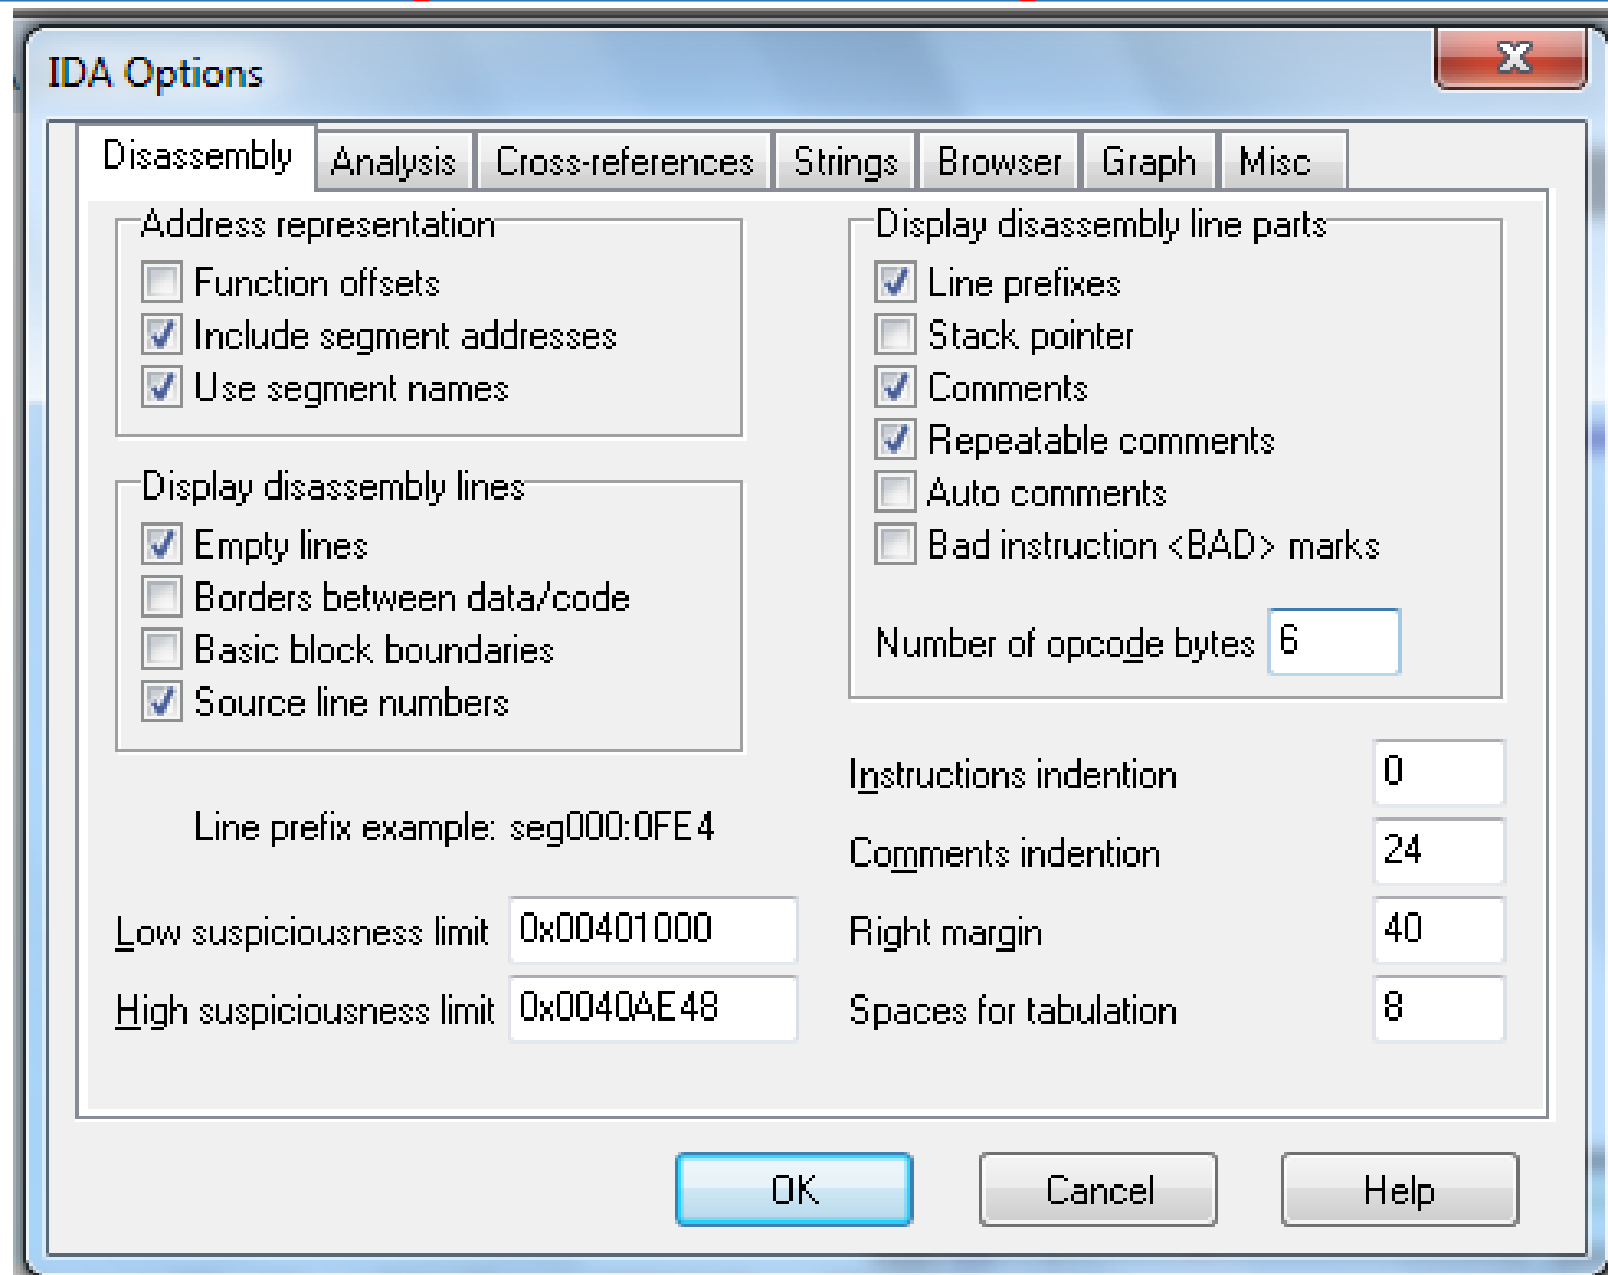 IDA Options
Disassembly Analysis Cross-references Strings Browser Graph Misc
Address representation
Function offsets
Include segment addresses
Use segment names
Display disassembly lines
Empty lines
Borders between data/code
Basic block boundaries
Source line numbers
Line prefix example: seg000:0FE4
Low suspiciousness limit 0x00401000
High suspiciousness limit 0x0040AE48
Display disassembly line parts
Line prefixes
Stack pointer
Comments
Repeatable comments
Auto comments
Bad instruction <BAD> marks
Number of opcode bytes 6
Instructions indention 0
Comments indention 24
Right margin 40
Spaces for tabulation 8
OK Cancel Help